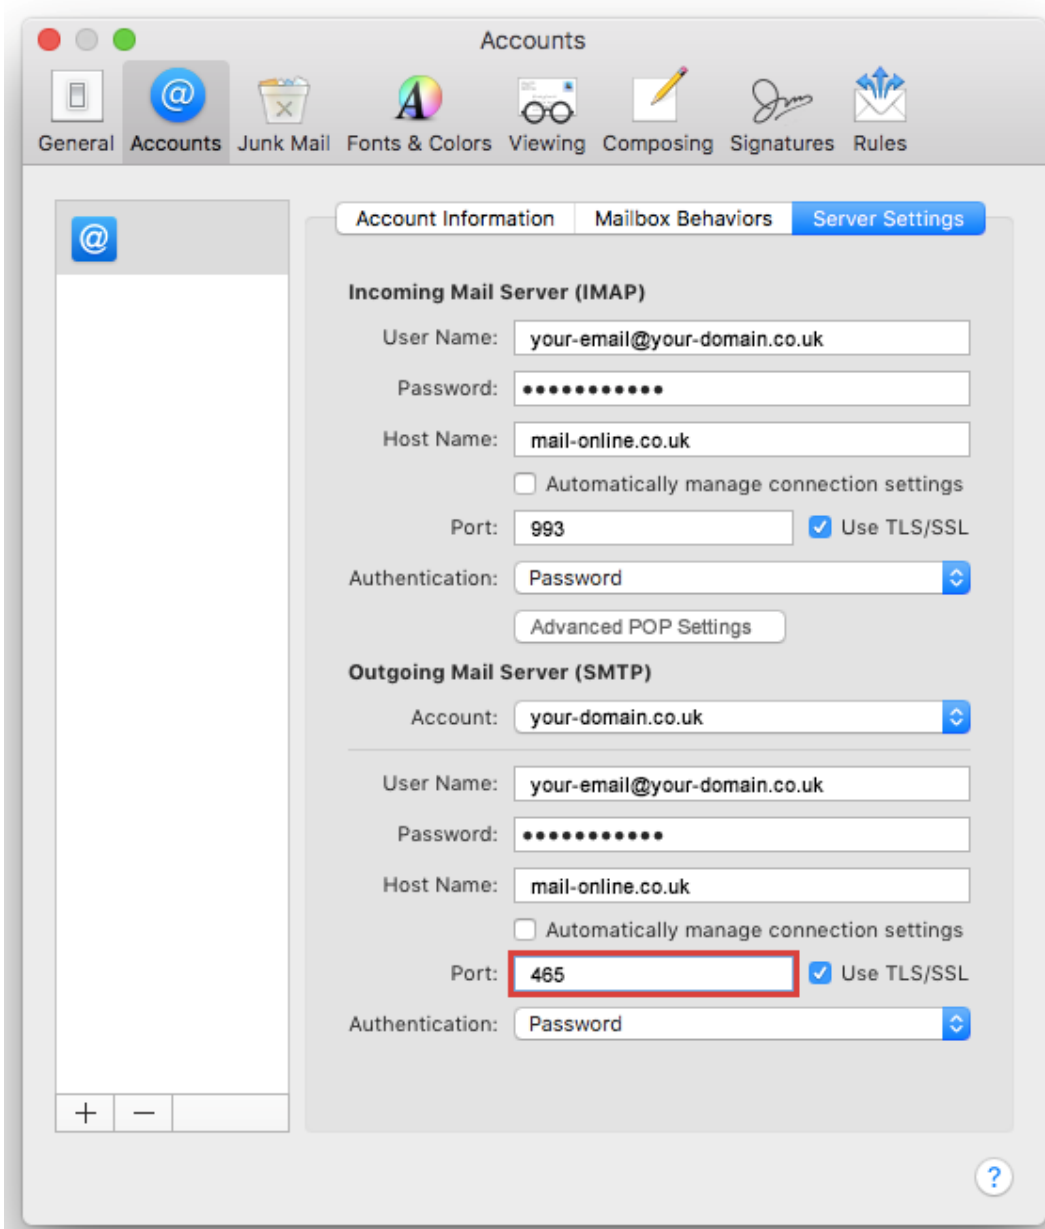 Accounts
General Accounts Junk Mail Fonts & Colors Viewing Composing Signatures Rules
Account Information Mailbox Behaviors Server Settings
Incoming Mail Server (IMAP)
User Name: your-email@your-domain.co.uk
Password: •••••••••••
Host Name: mail-online.co.uk
Automatically manage connection settings
Port: 993 Use TLS/SSL
Authentication: Password
Advanced POP Settings
Outgoing Mail Server (SMTP)
Account: your-domain.co.uk
User Name: your-email@your-domain.co.uk
Password: •••••••••••
Host Name: mail-online.co.uk
Automatically manage connection settings
Port: 465 Use TLS/SSL
Authentication: Password